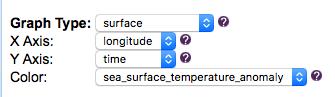 Graph Type: surface ?
X Axis: longitude ?
Y Axis: time ?
Color: sea_surface_temperature_anomaly ?